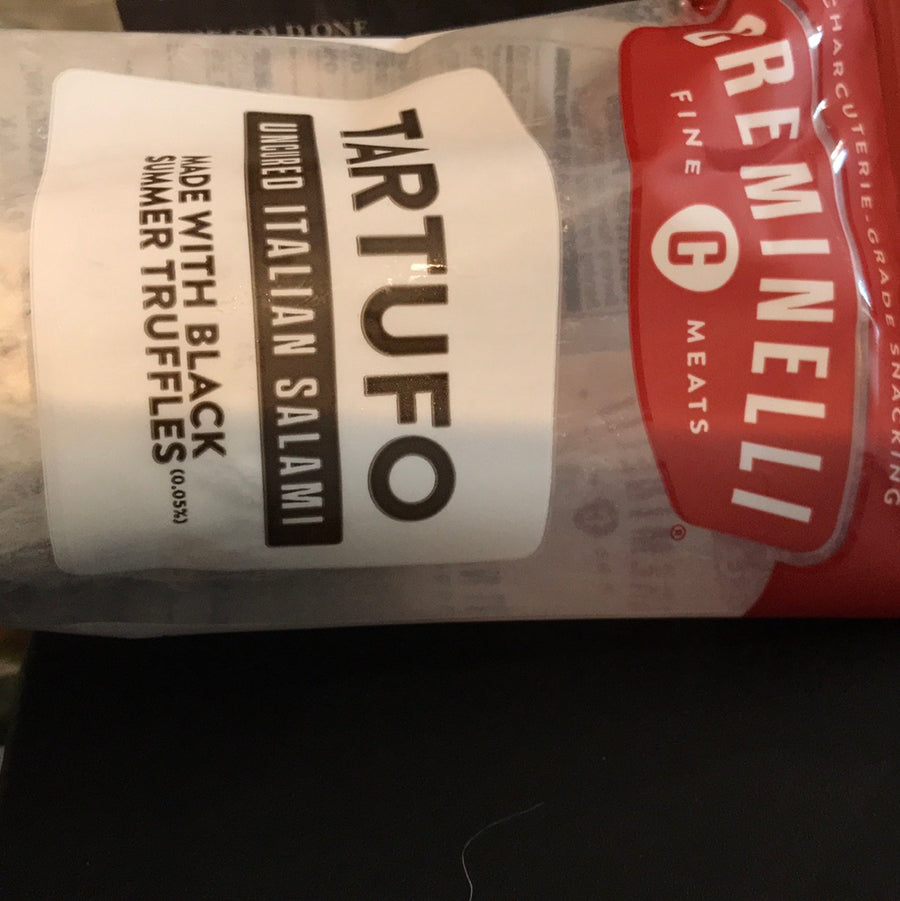 CHARCUTERIE-GRADE SNACKING
CREMINELLI
FINE C MEATS
®
TARTUFO
UNCURED ITALIAN SALAMI
MADE WITH BLACK
SUMMER TRUFFLES (0.05%)